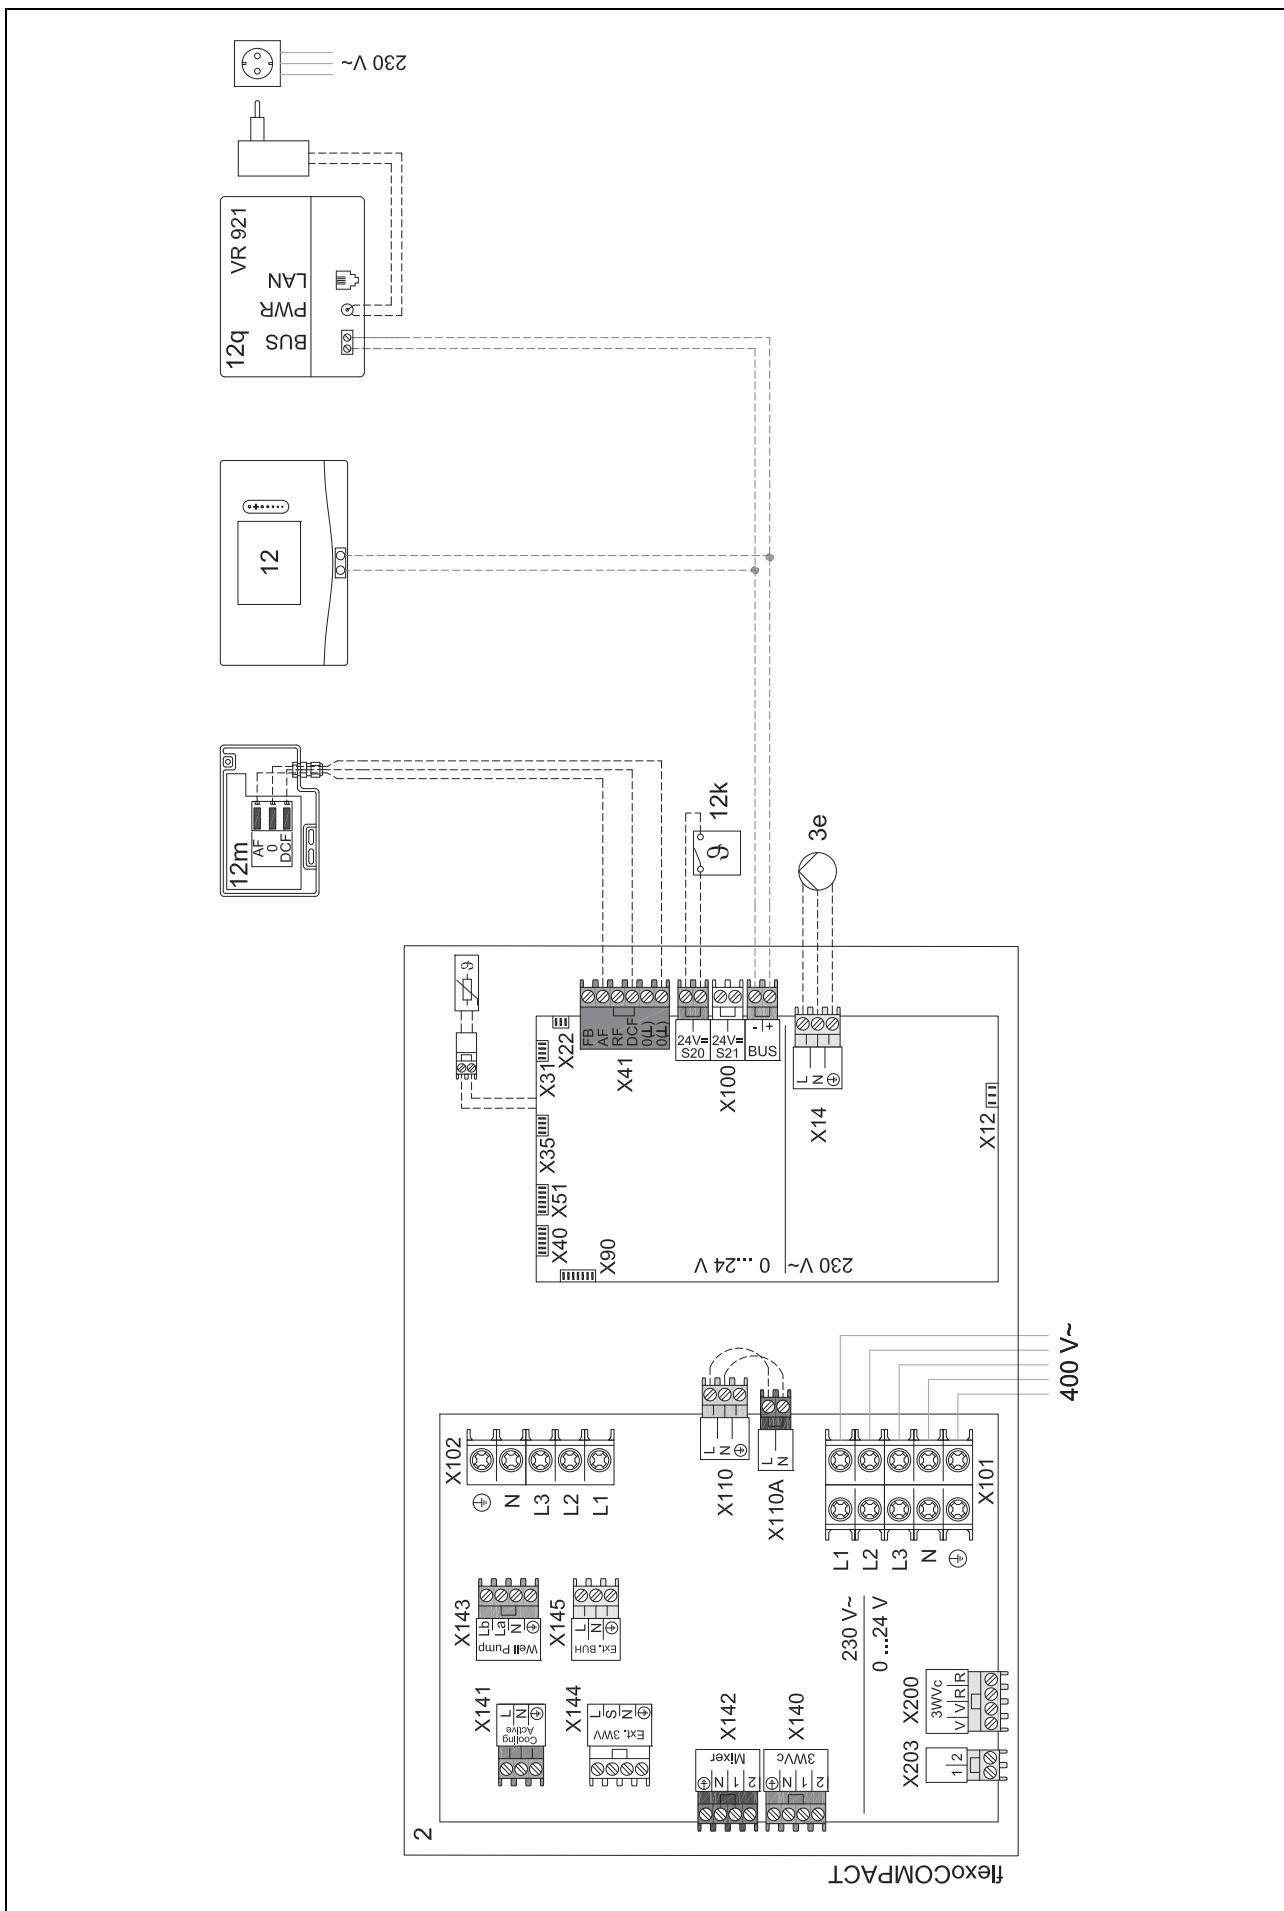 230 V~
VR 921
LAN
PWR
BUS
12q
12
12m
AF
0
DCF
12k
ϑ
3e
ϑ
X22
X31
X35
X51
X40
X90
FB
AF
RF
DCF
0(⊥)
0(⊥)
X41
24V=
S20
24V=
S21
X100
- +
BUS
L
N
X14
X12
0 ...24 V
230 V~
400 V~
X102
N
L3
L2
L1
L
N
X110
L
N
X110A
X101
L1
L2
L3
N
X143
Lb
La
N
Well Pump
X145
L
N
Ext. BUH
230 V~
0 ...24 V
X141
L
N
Cooling
Active
X144
L
S
N
Ext. 3WV
X142
Mixer
N
1
2
X140
3WVc
N
1
2
X200
3WVc
V V R R
X203
1 2
2
flexoCOMPACT